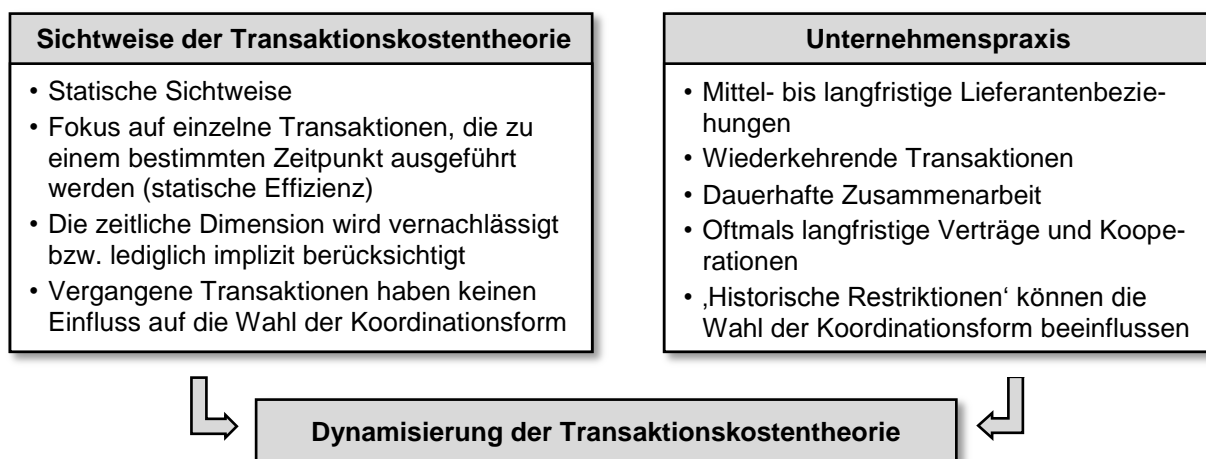 Sichtweise der Transaktionskostentheorie
• Statische Sichtweise
• Fokus auf einzelne Transaktionen, die zu
einem bestimmten Zeitpunkt ausgeführt
werden (statische Effizienz)
• Die zeitliche Dimension wird vernachlässigt
bzw. lediglich implizit berücksichtigt
• Vergangene Transaktionen haben keinen
Einfluss auf die Wahl der Koordinationsform
Unternehmenspraxis
• Mittel- bis langfristige Lieferantenbezie-
hungen
• Wiederkehrende Transaktionen
• Dauerhafte Zusammenarbeit
• Oftmals langfristige Verträge und Koope-
rationen
• ‚Historische Restriktionen‘ können die
Wahl der Koordinationsform beeinflussen
Dynamisierung der Transaktionskostentheorie